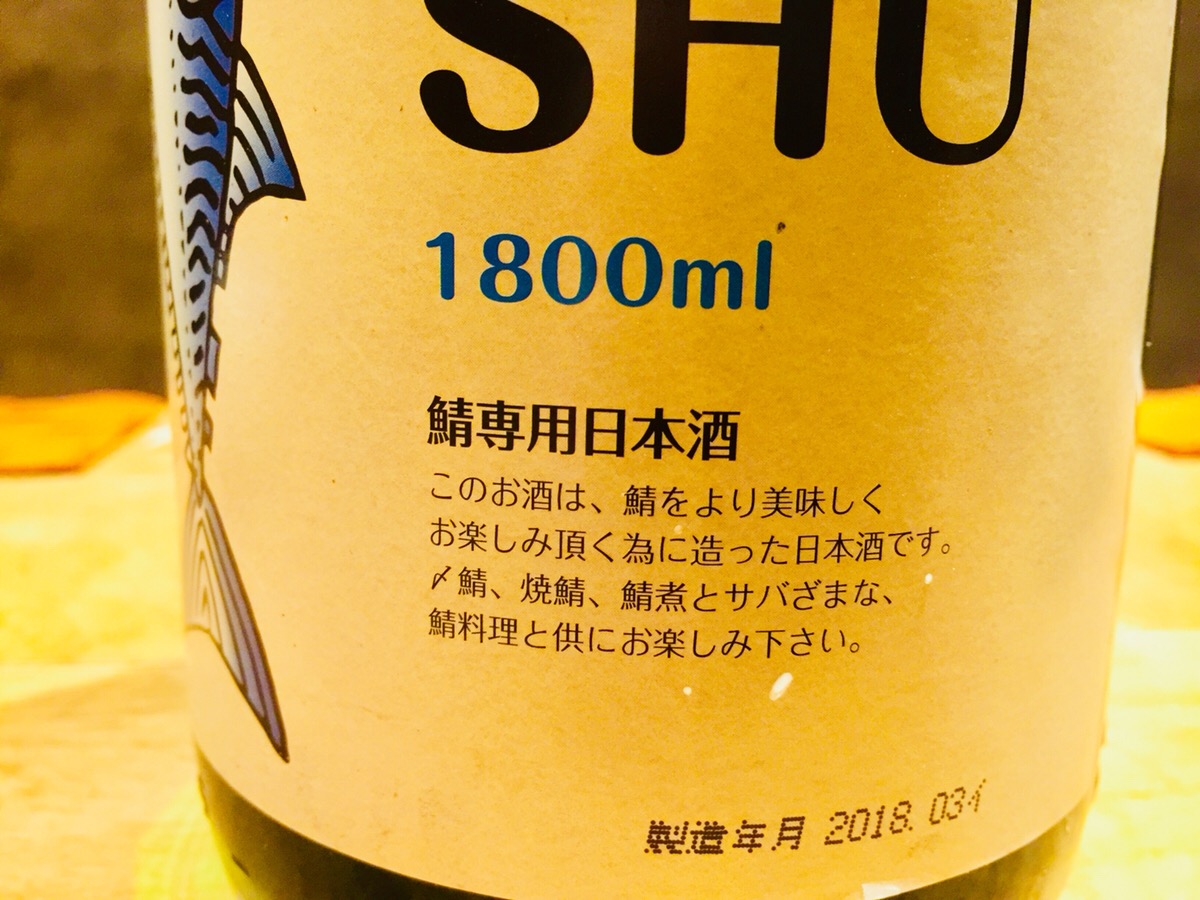 SHU
1800ml
鯖専用日本酒
このお酒は、鯖をより美味しく
お楽しみ頂く為に造った日本酒です。
〆鯖、焼鯖、鯖煮とサバざまな、
鯖料理と供にお楽しみ下さい。
製造年月 2018. 03